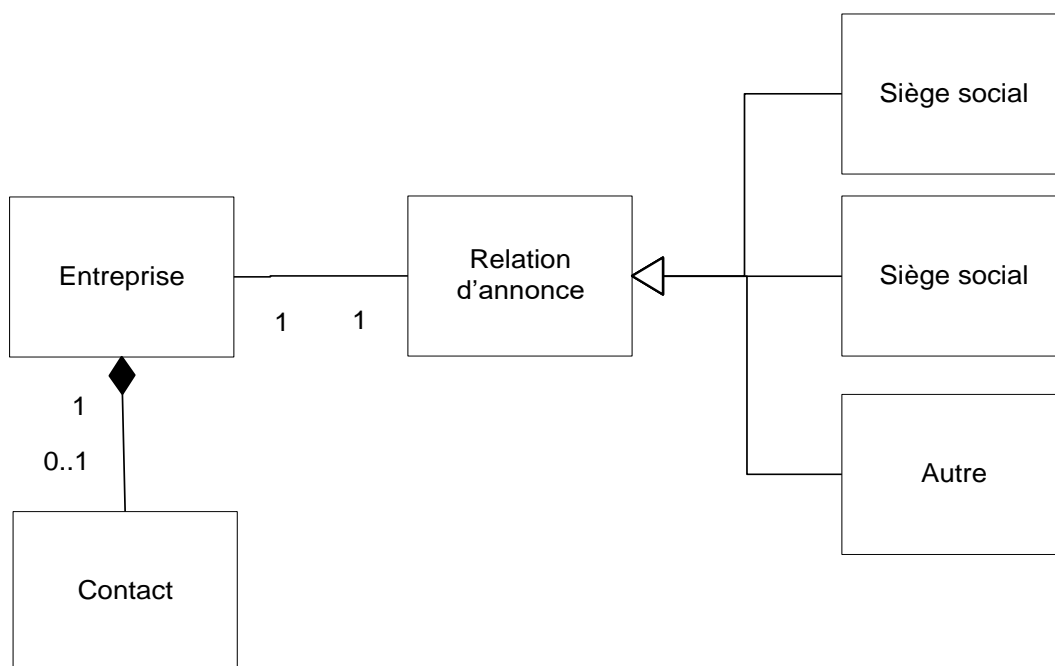 Siège social
Entreprise
1
1
Relation
d’annonce
Siège social
1
0..1
Autre
Contact